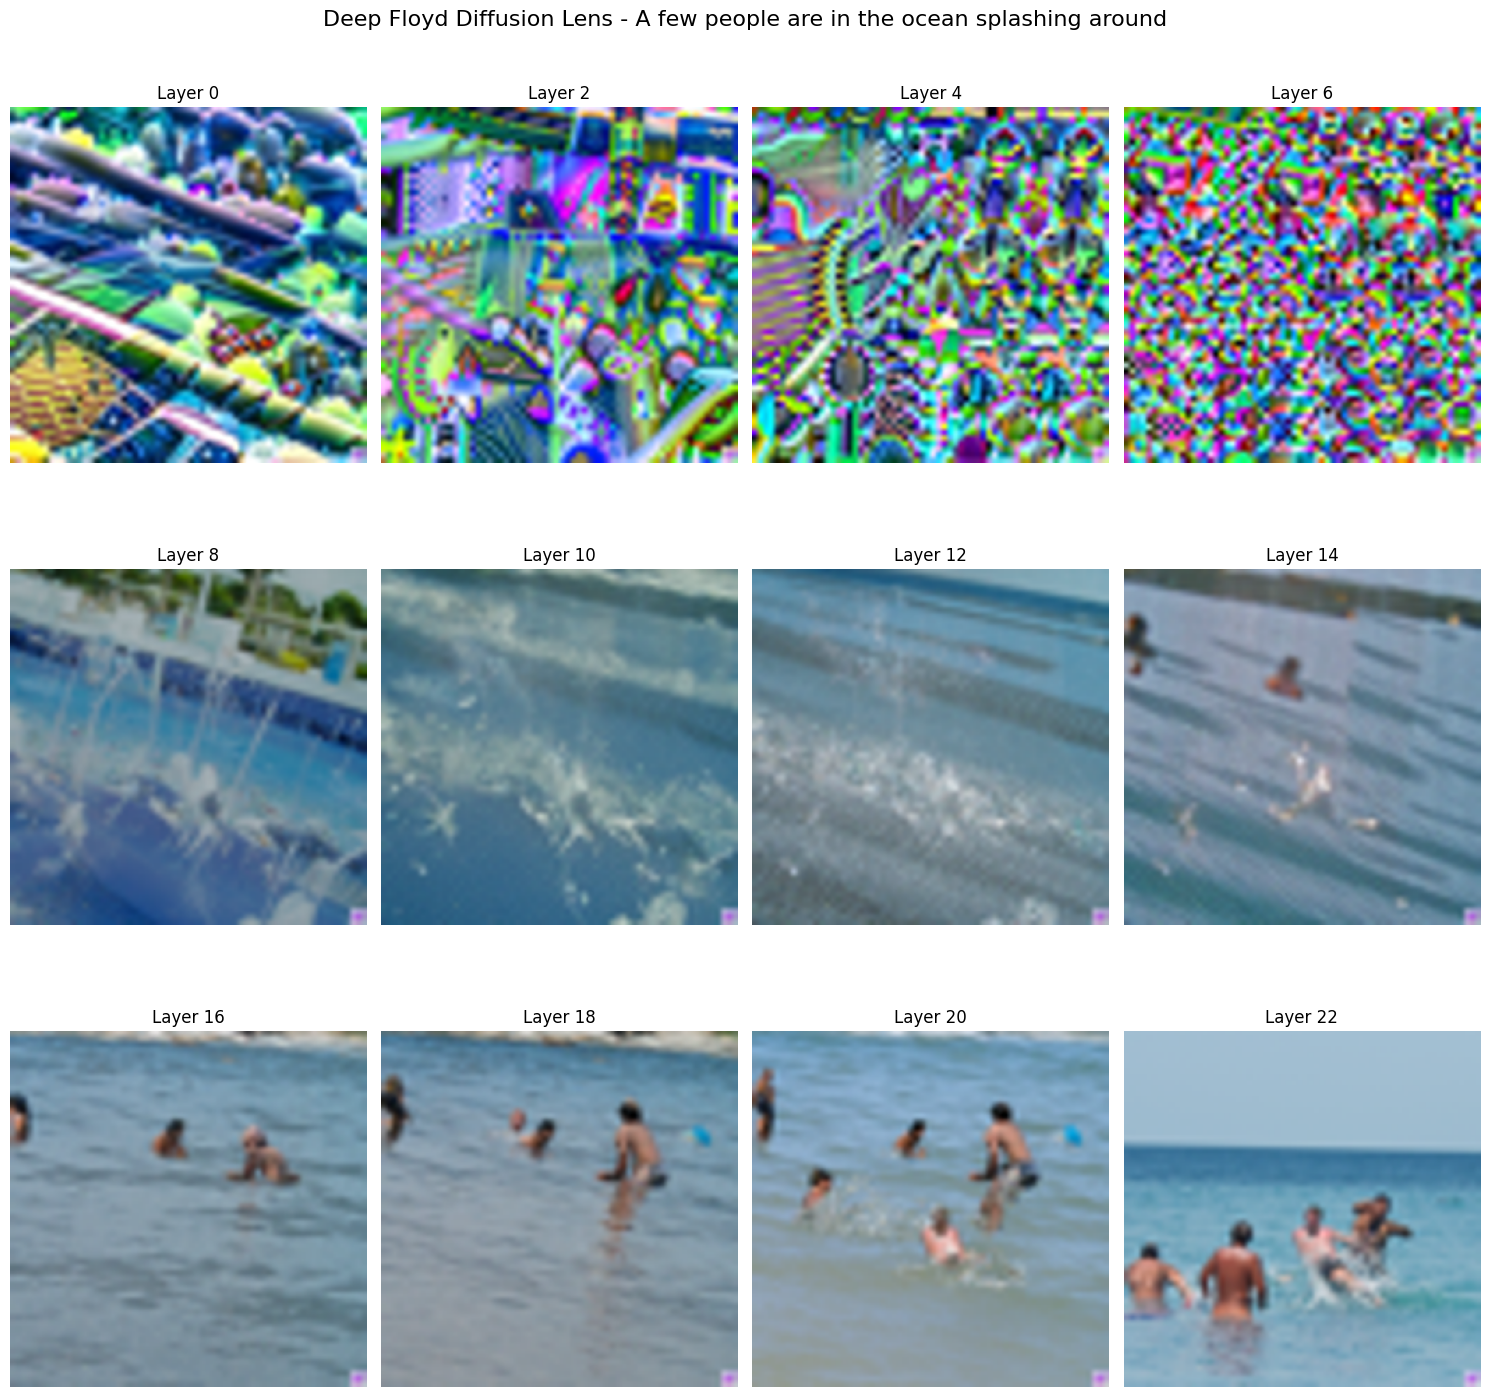 Deep Floyd Diffusion Lens - A few people are in the ocean splashing around
Layer 0
Layer 2
Layer 4
Layer 6
Layer 8
Layer 10
Layer 12
Layer 14
Layer 16
Layer 18
Layer 20
Layer 22